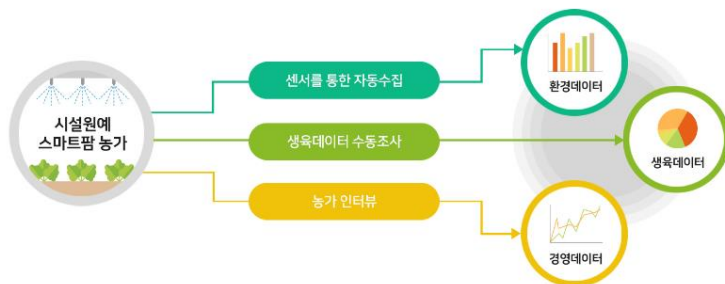 시설원예
스마트팜 농가
센서를 통한 자동수집
생육데이터 수동조사
농가 인터뷰
환경데이터
생육데이터
경영데이터